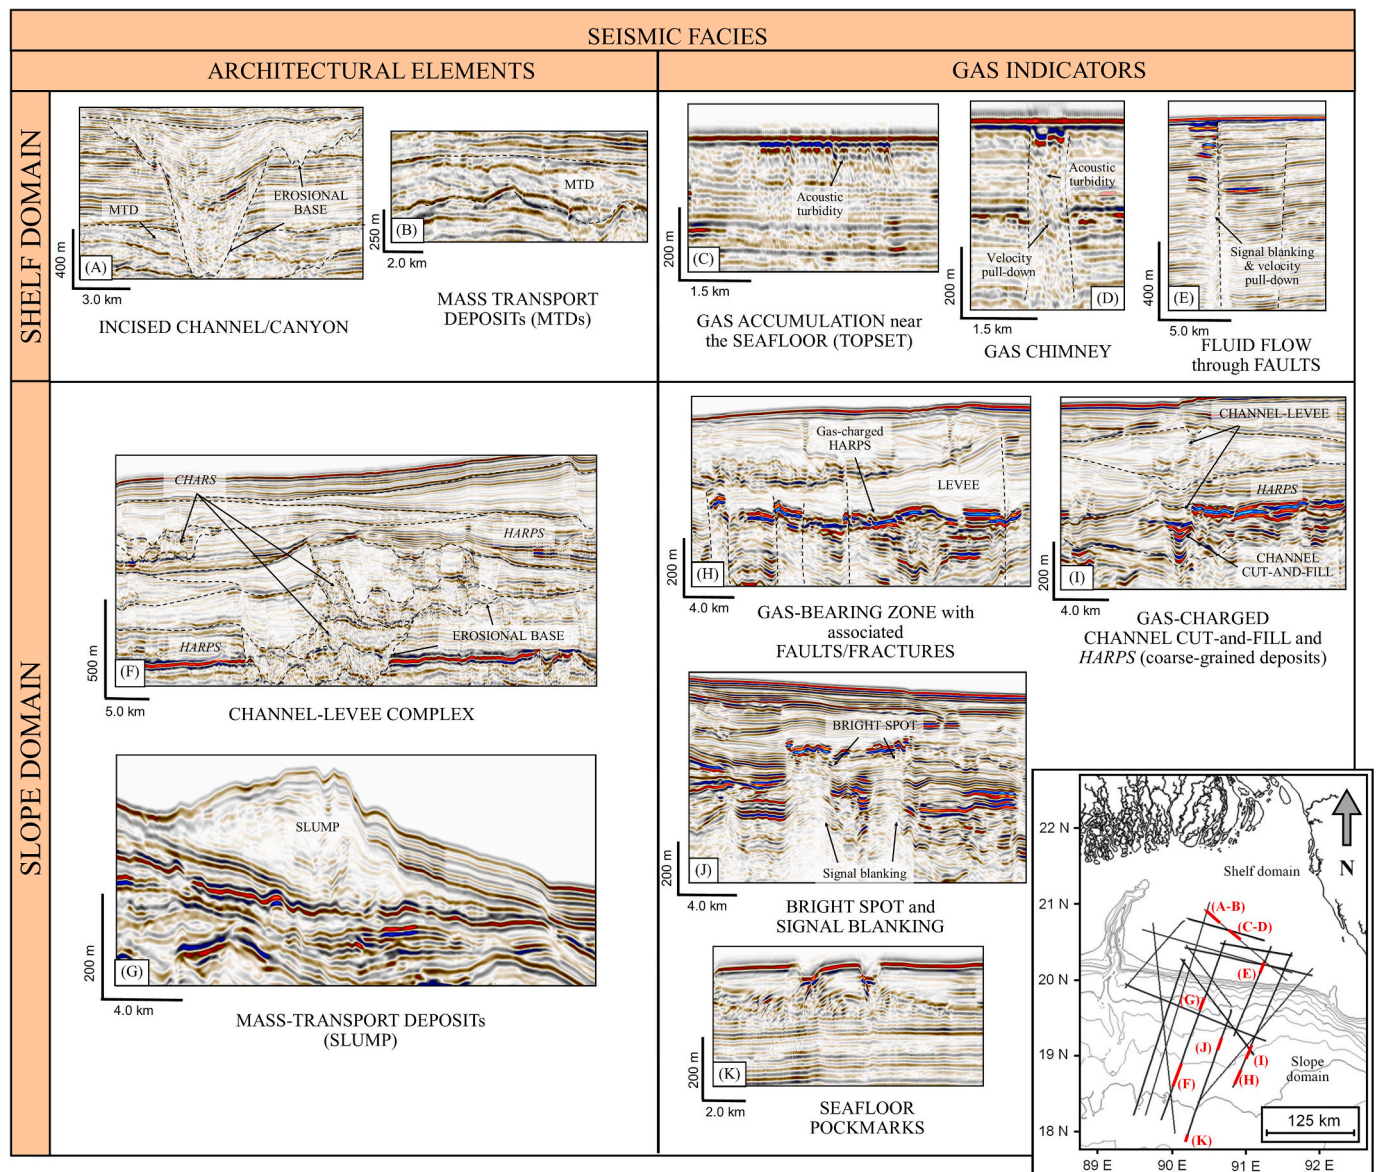 SEISMIC FACIES
ARCHITECTURAL ELEMENTS
GAS INDICATORS
SHELF DOMAIN
MTD
EROSIONAL
BASE
(A)
400 m
3.0 km
INCISED CHANNEL/CANYON
MTD
(B)
250 m
2.0 km
MASS TRANSPORT
DEPOSITs (MTDs)
Acoustic
turbidity
(C)
200 m
1.5 km
GAS ACCUMULATION near
the SEAFLOOR (TOPSET)
Acoustic
turbidity
Velocity
pull-down
(D)
200 m
1.5 km
GAS CHIMNEY
Signal blanking
& velocity
pull-down
(E)
400 m
5.0 km
FLUID FLOW
through FAULTS
SLOPE DOMAIN
CHARS
HARPS
HARPS
EROSIONAL BASE
(F)
500 m
5.0 km
CHANNEL-LEVEE COMPLEX
SLUMP
(G)
200 m
4.0 km
MASS-TRANSPORT DEPOSITs
(SLUMP)
Gas-charged
HARPS
LEVEE
(H)
200 m
4.0 km
GAS-BEARING ZONE with
associated
FAULTS/FRACTURES
CHANNEL-LEVEE
HARPS
CHANNEL
CUT-AND-FILL
(I)
200 m
4.0 km
GAS-CHARGED
CHANNEL CUT-and-FILL and
HARPS (coarse-grained deposits)
BRIGHT SPOT
Signal blanking
(J)
200 m
4.0 km
BRIGHT SPOT and
SIGNAL BLANKING
(K)
200 m
2.0 km
SEAFLOOR
POCKMARKS
22 N
21 N
20 N
19 N
18 N
89 E
90 E
91 E
92 E
N
Shelf domain
(A-B)
(C-D)
(E)
(G)
(J)
(I)
(F)
(H)
(K)
Slope
domain
125 km